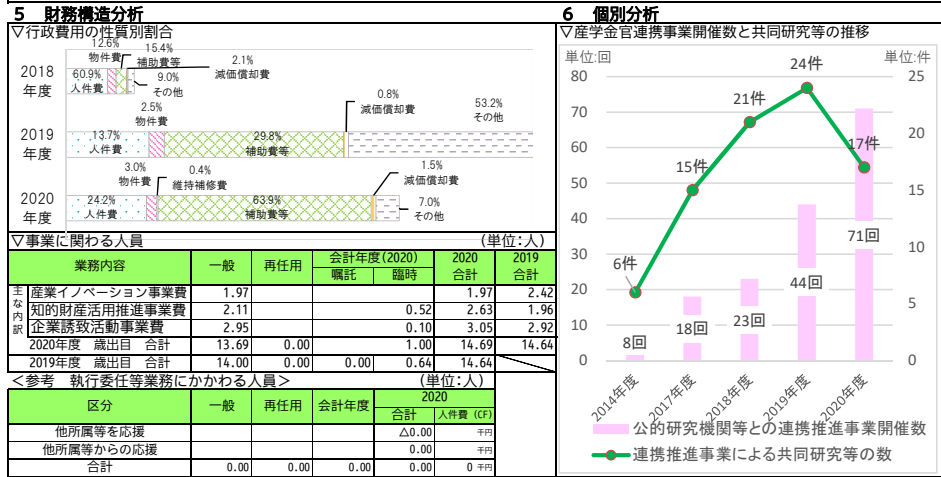 5 財務構造分析
▽行政費用の性質別割合
12.6%
物件費
15.4%
補助費等
2.1%
減価償却費
2018
年度
60.9%
人件費
9.0%
その他
2.5%
物件費
0.8%
減価償却費
53.2%
その他
2019
年度
13.7%
人件費
29.8%
補助費等
3.0%
物件費
0.4%
維持補修費
1.5%
減価償却費
2020
年度
24.2%
人件費
63.9%
補助費等
7.0%
その他
▽事業に関わる人員 (単位:人)
業務内容 一般 再任用 会計年度(2020) 2020 2019
嘱託 臨時 合計 合計
主な内訳
産業イノベーション事業費 1.97 1.97 2.42
知的財産活用推進事業費 2.11 0.52 2.63 1.96
企業誘致活動事業費 2.95 0.10 3.05 2.92
2020年度 歳出目 合計 13.69 0.00 1.00 14.69 14.64
2019年度 歳出目 合計 14.00 0.00 0.00 0.64 14.64
<参考 執行委任等業務にかかわる人員> (単位:人)
区分 一般 再任用 会計年度 2020
合計 人件費 (CF)
他所属等を応援 △0.00 千円
他所属等からの応援 0.00 千円
合計 0.00 0.00 0.00 0.00 0 千円
6 個別分析
▽産学金官連携事業開催数と共同研究等の推移
単位:回 単位:件
80 70 60 50 40 30 20 10 0
25 20 15 10 5 0
6件 15件 21件 24件 17件
8回 18回 23回 44回 71回
2014年度 2017年度 2018年度 2019年度 2020年度
公的研究機関等との連携推進事業開催数
連携推進事業による共同研究等の数